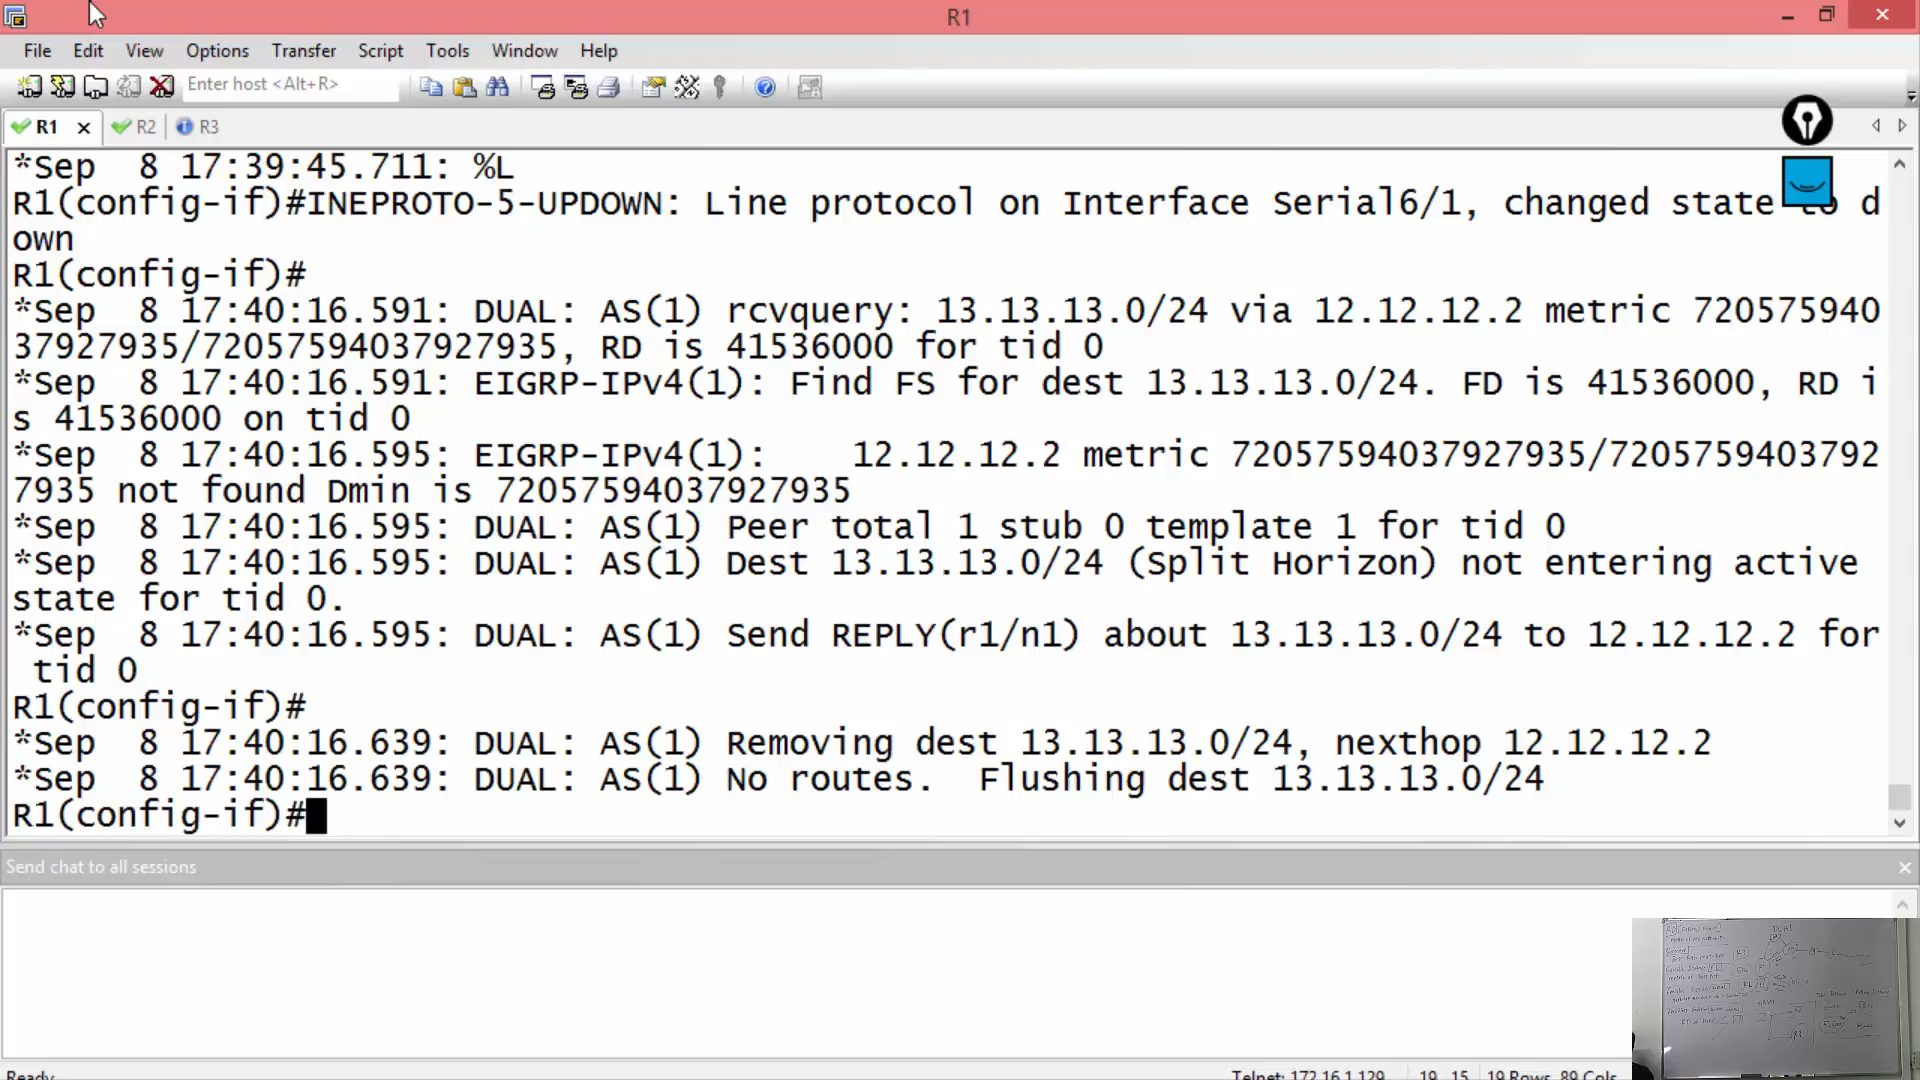 R1
File Edit View Options Transfer Script Tools Window Help
Enter host <Alt+R>
R1 R2 R3
*Sep  8 17:39:45.711: %L
R1(config-if)#INEPROTO-5-UPDOWN: Line protocol on Interface Serial6/1, changed state to d
own
R1(config-if)#
*Sep  8 17:40:16.591: DUAL: AS(1) rcvquery: 13.13.13.0/24 via 12.12.12.2 metric 720575940
37927935/72057594037927935, RD is 41536000 for tid 0
*Sep  8 17:40:16.591: EIGRP-IPv4(1): Find FS for dest 13.13.13.0/24. FD is 41536000, RD i
s 41536000 on tid 0
*Sep  8 17:40:16.595: EIGRP-IPv4(1):    12.12.12.2 metric 72057594037927935/7205759403792
7935 not found Dmin is 72057594037927935
*Sep  8 17:40:16.595: DUAL: AS(1) Peer total 1 stub 0 template 1 for tid 0
*Sep  8 17:40:16.595: DUAL: AS(1) Dest 13.13.13.0/24 (Split Horizon) not entering active
state for tid 0.
*Sep  8 17:40:16.595: DUAL: AS(1) Send REPLY(r1/n1) about 13.13.13.0/24 to 12.12.12.2 for
 tid 0
R1(config-if)#
*Sep  8 17:40:16.639: DUAL: AS(1) Removing dest 13.13.13.0/24, nexthop 12.12.12.2
*Sep  8 17:40:16.639: DUAL: AS(1) No routes.  Flushing dest 13.13.13.0/24
R1(config-if)#
Send chat to all sessions
DUAL
Ready Telnet: 172.16.1.129 19, 15 19 Rows, 89 Cols